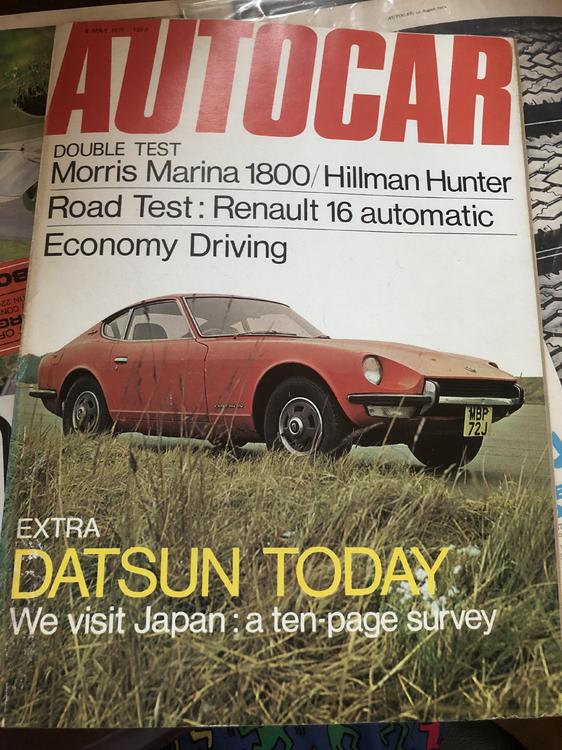 AUTOCAR
DOUBLE TEST
Morris Marina 1800/Hillman Hunter
Road Test: Renault 16 automatic
Economy Driving
WBP
72J
EXTRA
DATSUN TODAY
We visit Japan: a ten-page survey